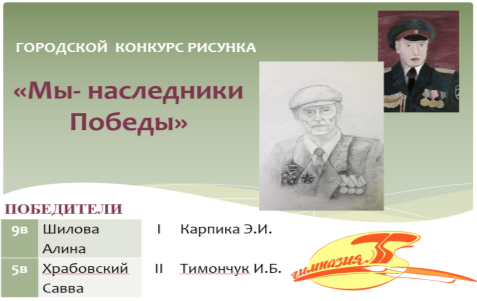 ГОРОДСКОЙ КОНКУРС РИСУНКА
«Мы- наследники
Победы»
ПОБЕДИТЕЛИ
9в Шилова Алина I Карпика Э.И.
5в Храбовский Савва II Тимончук И.Б.
гимназия